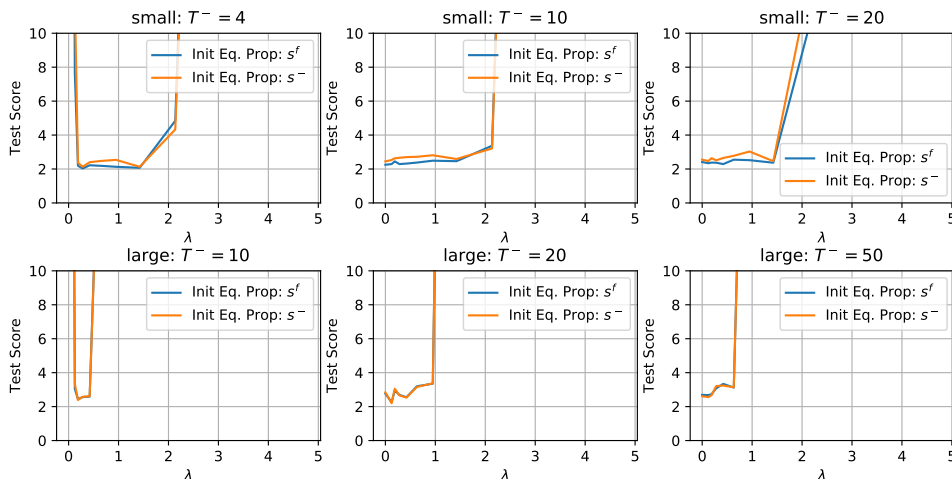 small: T⁻ = 4
small: T⁻ = 10
small: T⁻ = 20
Test Score
10
8
6
4
2
0
0 1 2 3 4 5
λ
Init Eq. Prop: sᶠ
Init Eq. Prop: s⁻
Test Score
10
8
6
4
2
0
0 1 2 3 4 5
λ
Init Eq. Prop: sᶠ
Init Eq. Prop: s⁻
Test Score
10
8
6
4
2
0
0 1 2 3 4 5
λ
Init Eq. Prop: sᶠ
Init Eq. Prop: s⁻
large: T⁻ = 10
large: T⁻ = 20
large: T⁻ = 50
Test Score
10
8
6
4
2
0
0 1 2 3 4 5
λ
Init Eq. Prop: sᶠ
Init Eq. Prop: s⁻
Test Score
10
8
6
4
2
0
0 1 2 3 4 5
λ
Init Eq. Prop: sᶠ
Init Eq. Prop: s⁻
Test Score
10
8
6
4
2
0
0 1 2 3 4 5
λ
Init Eq. Prop: sᶠ
Init Eq. Prop: s⁻